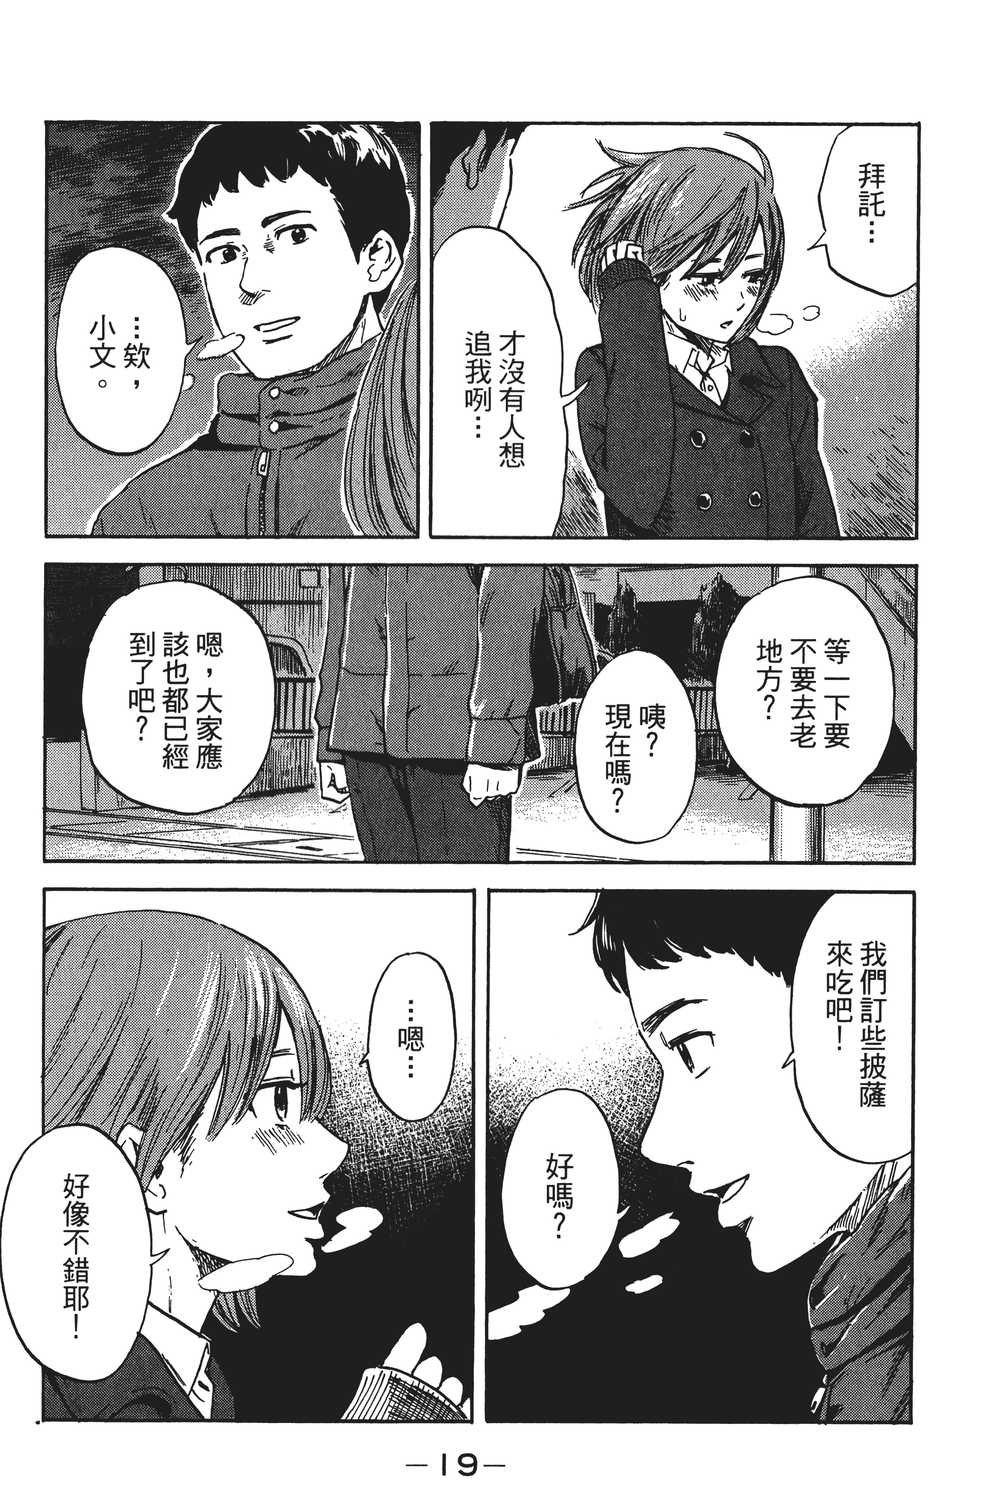 拜託…
才沒有人想
追我咧…
…欸，
小文。
等一下要
不要去老
地方？
咦？
現在嗎？
嗯，大家應
該也都已經
到了吧？
我們訂些披薩
來吃吧！
好嗎？
…嗯…
好像不錯耶！
—19—